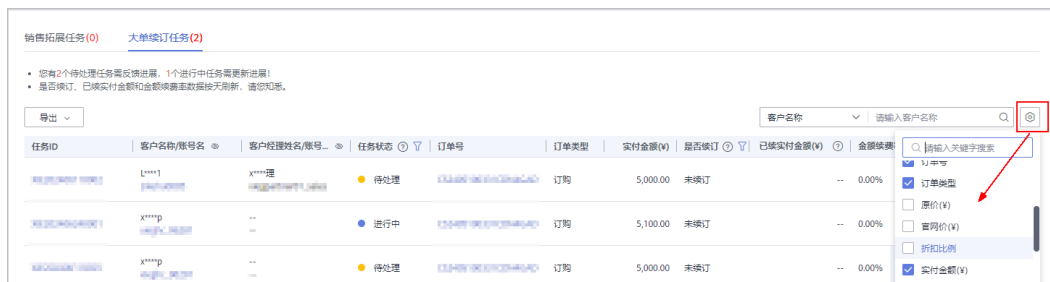 销售拓展任务(0) 大单续订任务(2)
• 您有2个待处理任务需反馈进展，1个进行中任务需更新进展!
• 是否续订、已续实付金额和金额续费率数据按天刷新，请您知悉。
导出 客户名称 请输入客户名称
任务ID 客户名称/账号名 客户经理姓名/账号... 任务状态 订单号 订单类型 实付金额(¥) 是否续订 已续实付金额(¥) 金额续费
请输入关键字搜索
订单号
L****1 x****理 待处理 订购 5,000.00 未续订 -- 0.00%
订单类型
原价(¥)
x****p -- 进行中 订购 5,100.00 未续订 -- 0.00%
--
官网价(¥)
折扣比例
x****p -- 待处理 订购 5,000.00 未续订 -- 0.00%
--
实付金额(¥)